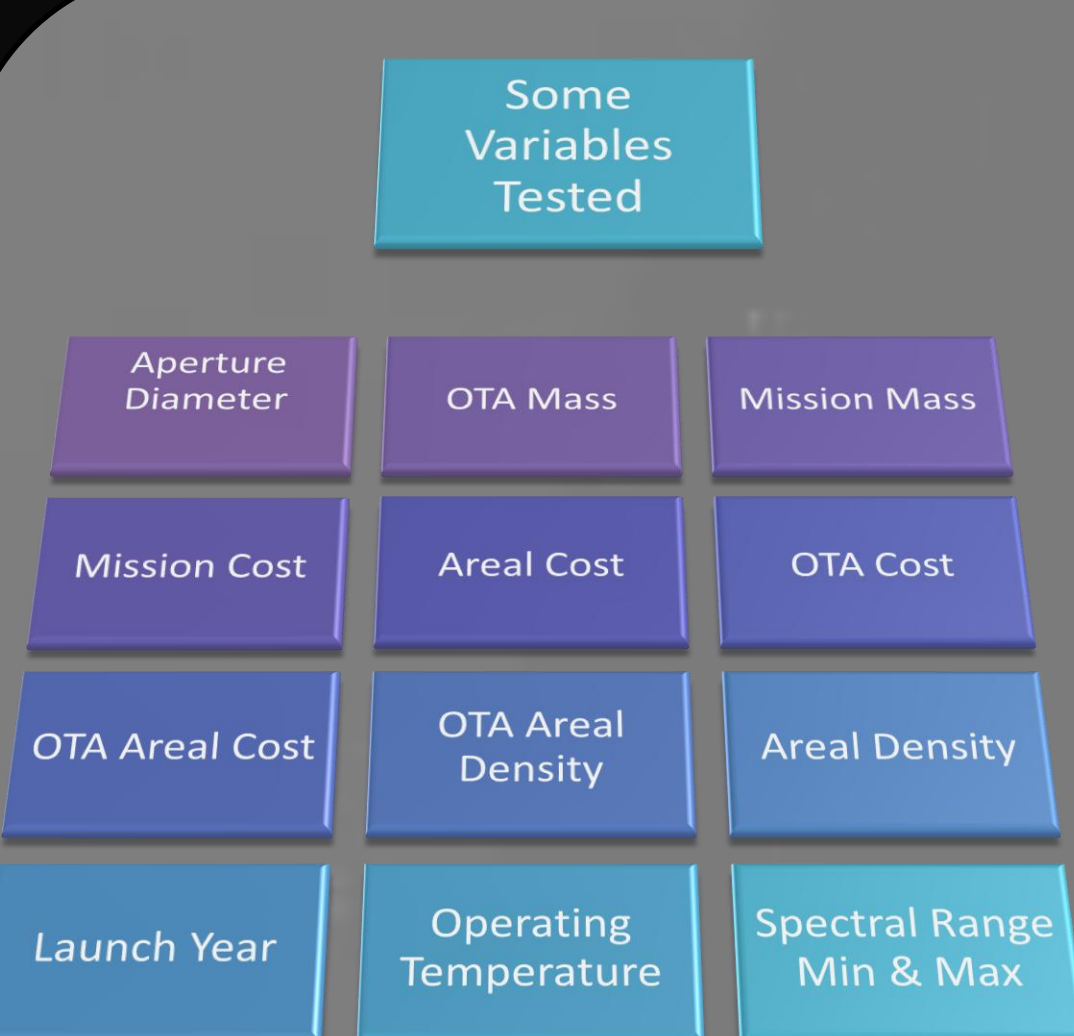 Some
Variables
Tested
Aperture
Diameter
OTA Mass
Mission Mass
Mission Cost
Areal Cost
OTA Cost
OTA Areal Cost
OTA Areal
Density
Areal Density
Launch Year
Operating
Temperature
Spectral Range
Min & Max